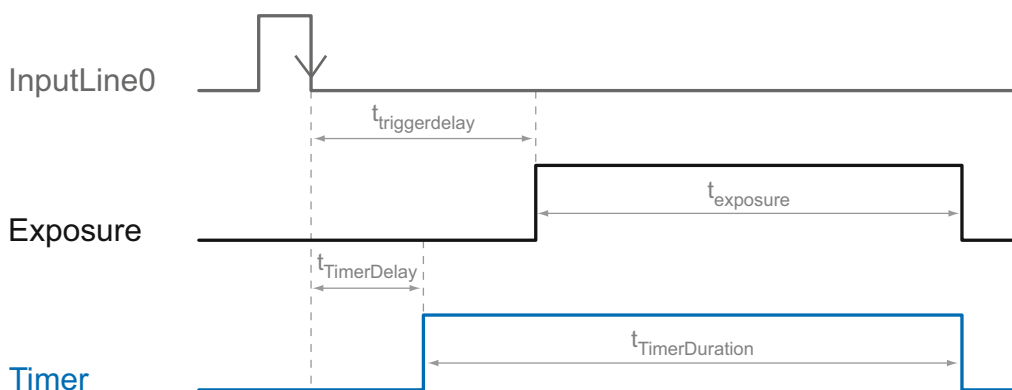 InputLine0
t_triggerdelay
t_exposure
Exposure
t_TimerDelay
t_TimerDuration
Timer